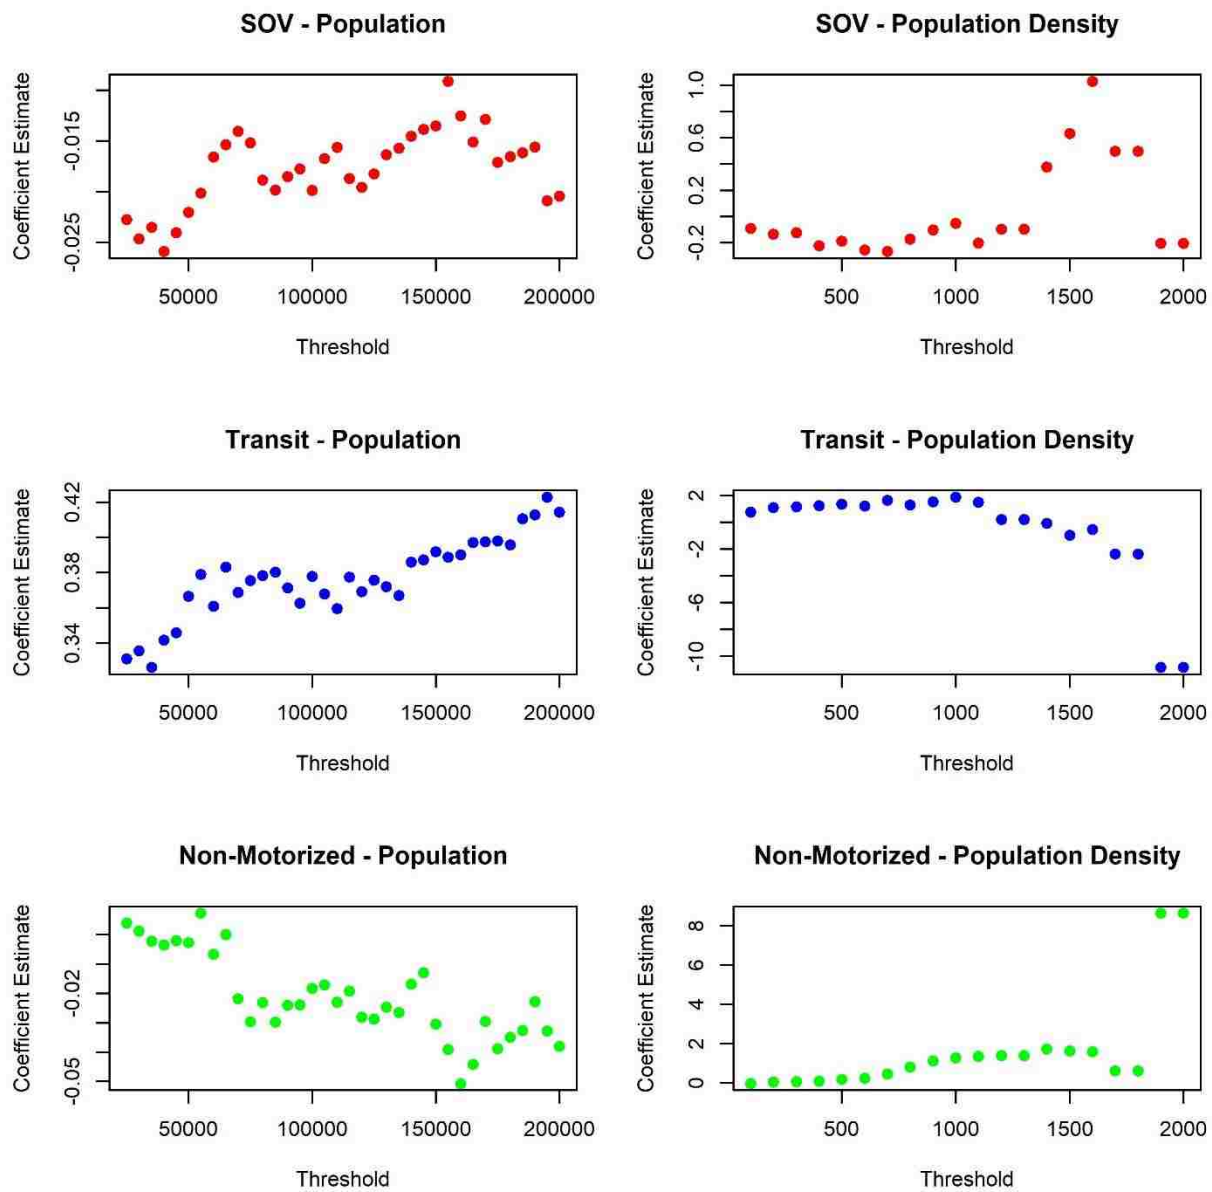 SOV - Population
Coefficient Estimate
-0.015
-0.025
50000 100000 150000 200000
Threshold
SOV - Population Density
Coefficient Estimate
1.0
0.6
0.2
-0.2
500 1000 1500 2000
Threshold
Transit - Population
Coefficient Estimate
0.42
0.38
0.34
50000 100000 150000 200000
Threshold
Transit - Population Density
Coefficient Estimate
2
-2
-6
-10
500 1000 1500 2000
Threshold
Non-Motorized - Population
Coefficient Estimate
-0.02
-0.05
50000 100000 150000 200000
Threshold
Non-Motorized - Population Density
Coefficient Estimate
8
6
4
2
0
500 1000 1500 2000
Threshold